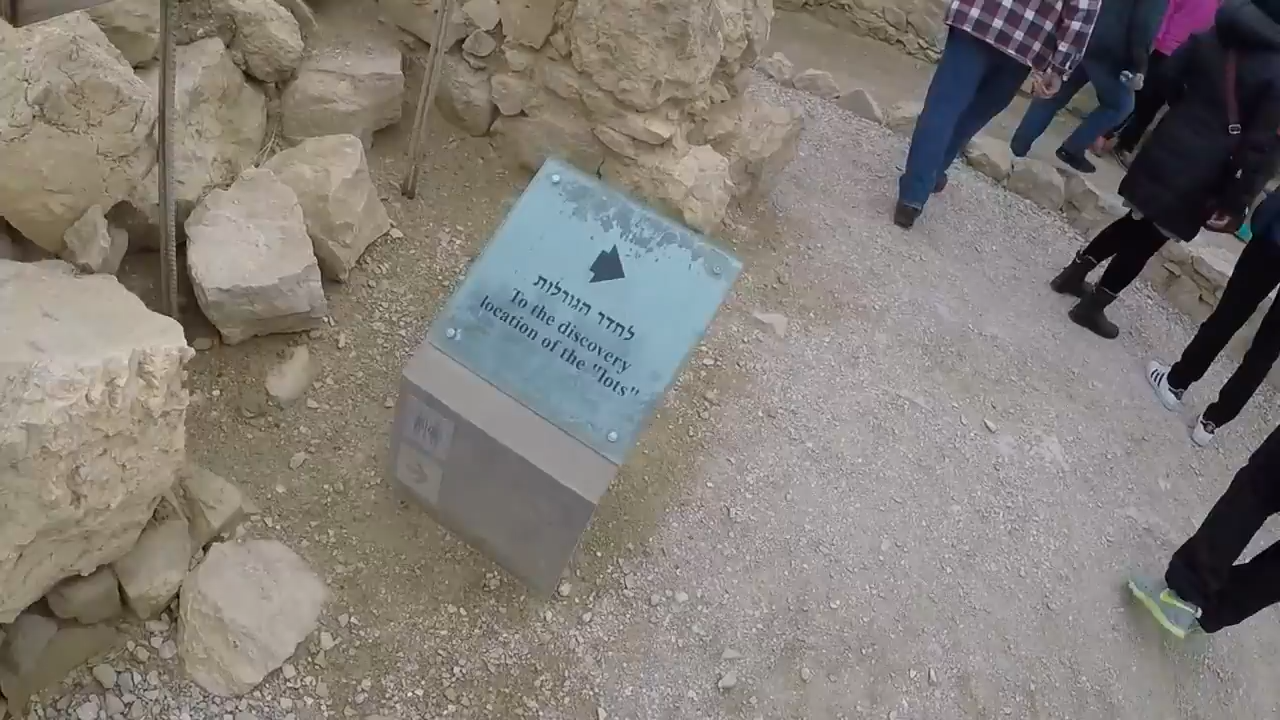 לחדר הגורלות
To the discovery
location of the "lots"